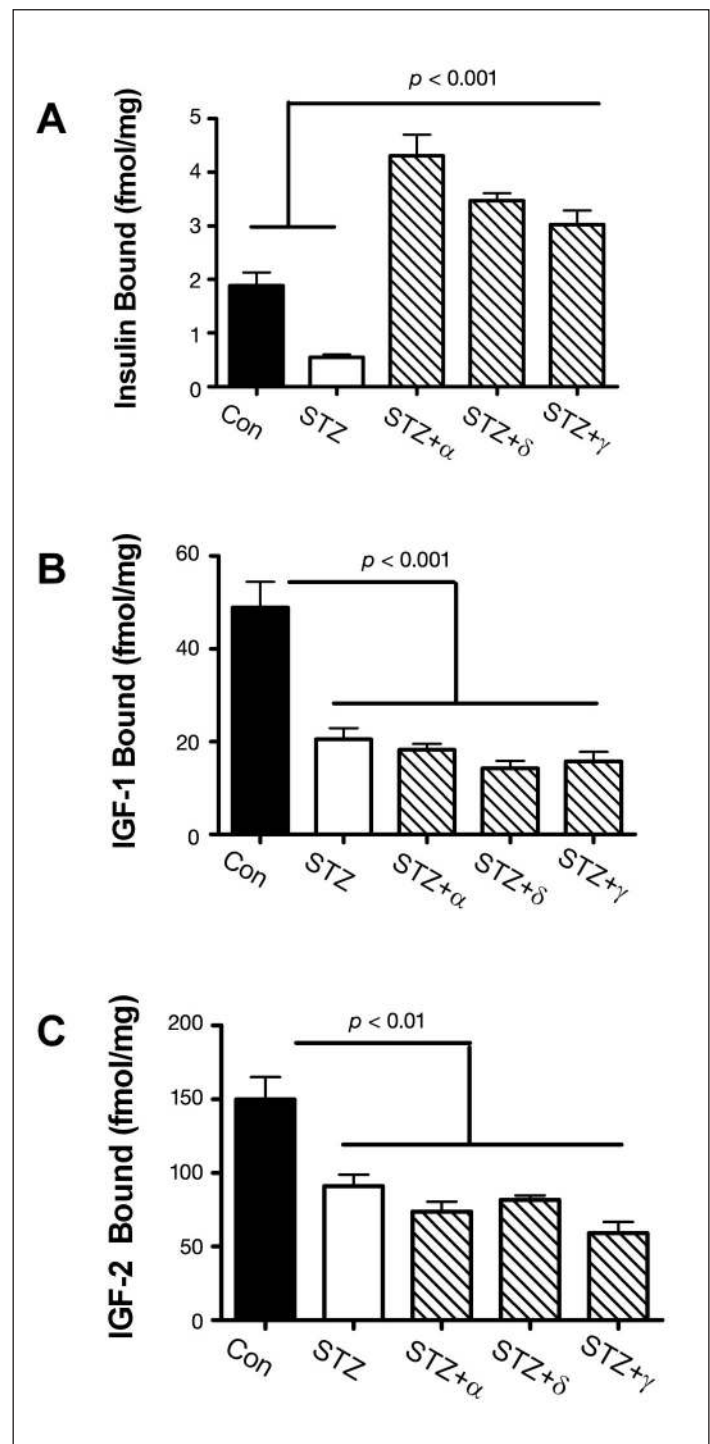 A
p < 0.001
Insulin Bound (fmol/mg)
5
4
3
2
1
0
Con
STZ
STZ+α
STZ+δ
STZ+γ
B
p < 0.001
IGF-1 Bound (fmol/mg)
60
40
20
0
Con
STZ
STZ+α
STZ+δ
STZ+γ
C
p < 0.01
IGF-2 Bound (fmol/mg)
200
150
100
50
0
Con
STZ
STZ+α
STZ+δ
STZ+γ